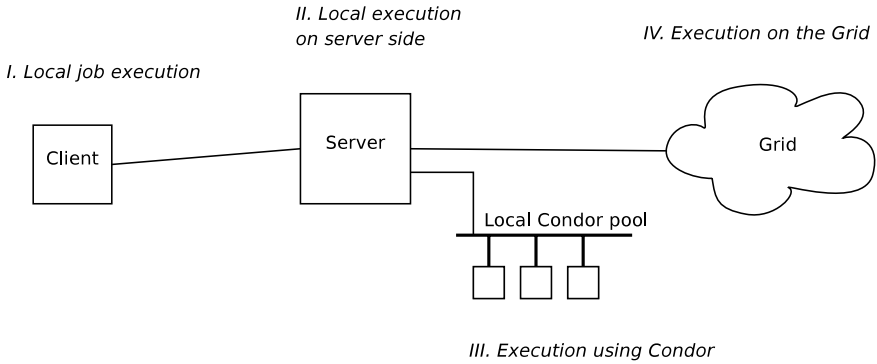 II. Local execution
on server side
IV. Execution on the Grid
I. Local job execution
Client
Server
Grid
Local Condor pool
III. Execution using Condor